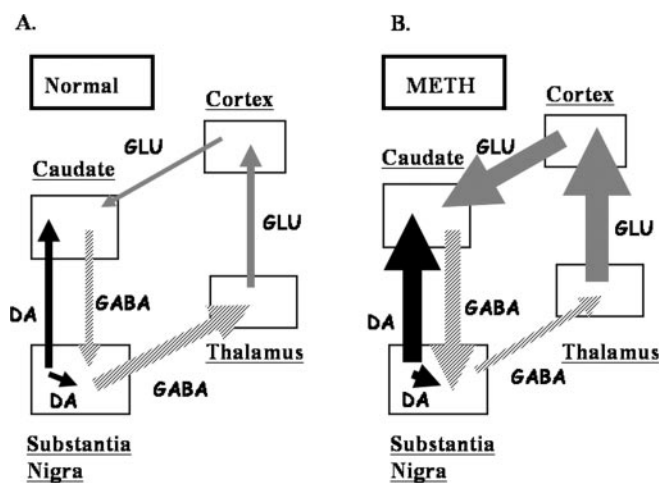 A.
Normal
Cortex
GLU
Caudate
GLU
DA
GABA
Thalamus
GABA
DA
Substantia
Nigra
B.
METH
Cortex
GLU
Caudate
GLU
DA
GABA
Thalamus
GABA
DA
Substantia
Nigra